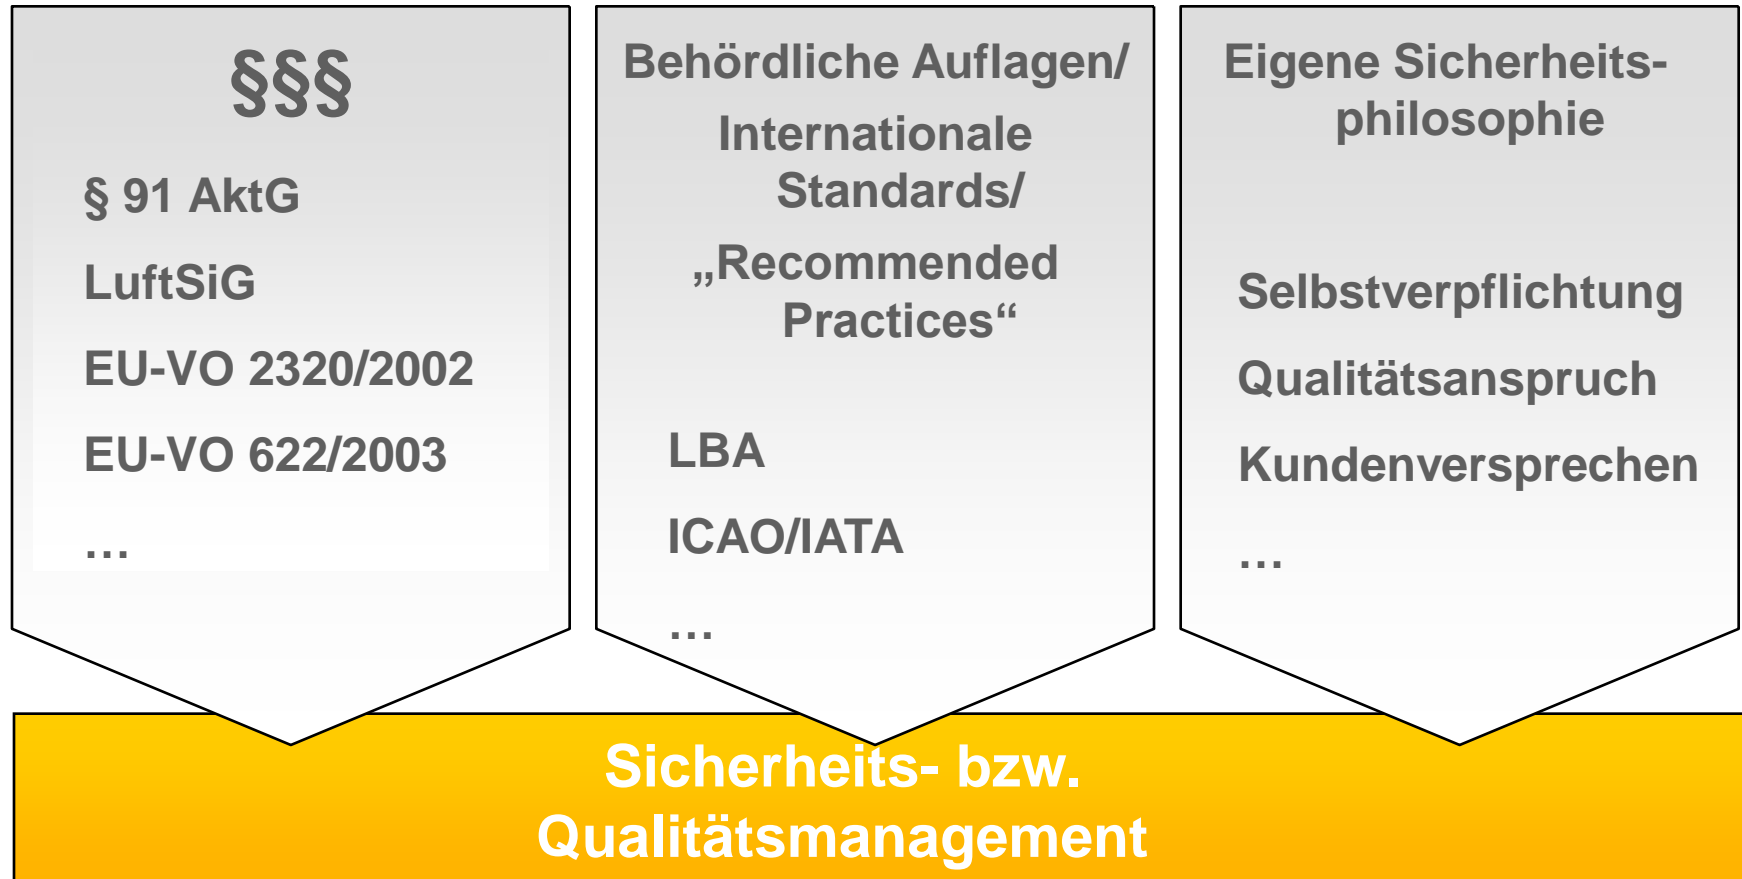 §§§
§ 91 AktG
LuftSiG
EU-VO 2320/2002
EU-VO 622/2003
…
Behördliche Auflagen/
Internationale
Standards/
„Recommended
Practices“
LBA
ICAO/IATA
…
Eigene Sicherheits-
philosophie
Selbstverpflichtung
Qualitätsanspruch
Kundenversprechen
…
Sicherheits- bzw.
Qualitätsmanagement